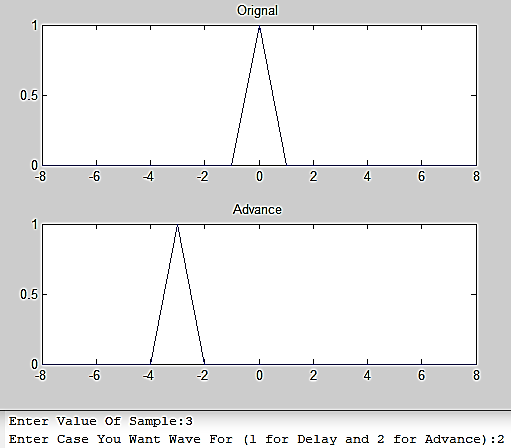 Orignal
1
0.5
0
-8 -6 -4 -2 0 2 4 6 8
Advance
1
0.5
0
-8 -6 -4 -2 0 2 4 6 8
Enter Value Of Sample:3
Enter Case You Want Wave For (1 for Delay and 2 for Advance):2